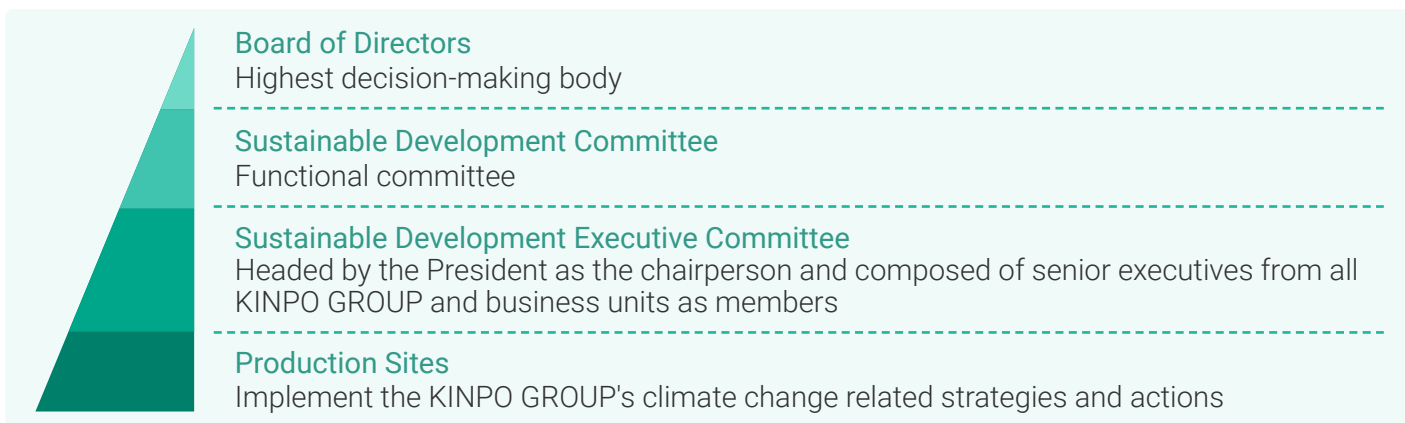 Board of Directors
Highest decision-making body
Sustainable Development Committee
Functional committee
Sustainable Development Executive Committee
Headed by the President as the chairperson and composed of senior executives from all
KINPO GROUP and business units as members
Production Sites
Implement the KINPO GROUP's climate change related strategies and actions